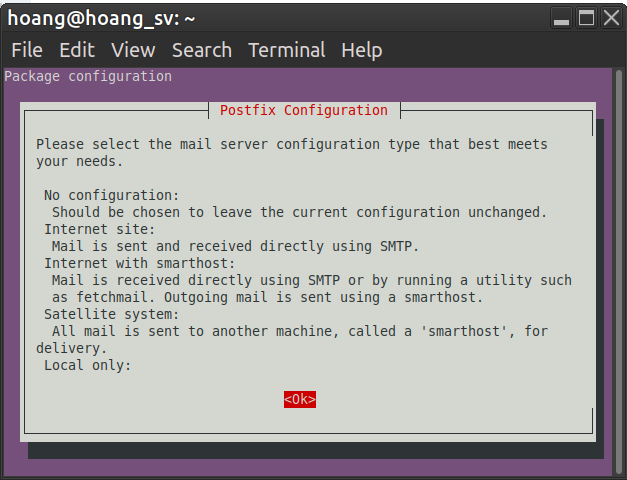 hoang@hoang_sv: ~
File Edit View Search Terminal Help
Package configuration
Postfix Configuration
Please select the mail server configuration type that best meets
your needs.
No configuration:
Should be chosen to leave the current configuration unchanged.
Internet site:
Mail is sent and received directly using SMTP.
Internet with smarthost:
Mail is received directly using SMTP or by running a utility such
as fetchmail. Outgoing mail is sent using a smarthost.
Satellite system:
All mail is sent to another machine, called a 'smarthost', for
delivery.
Local only:
<Ok>